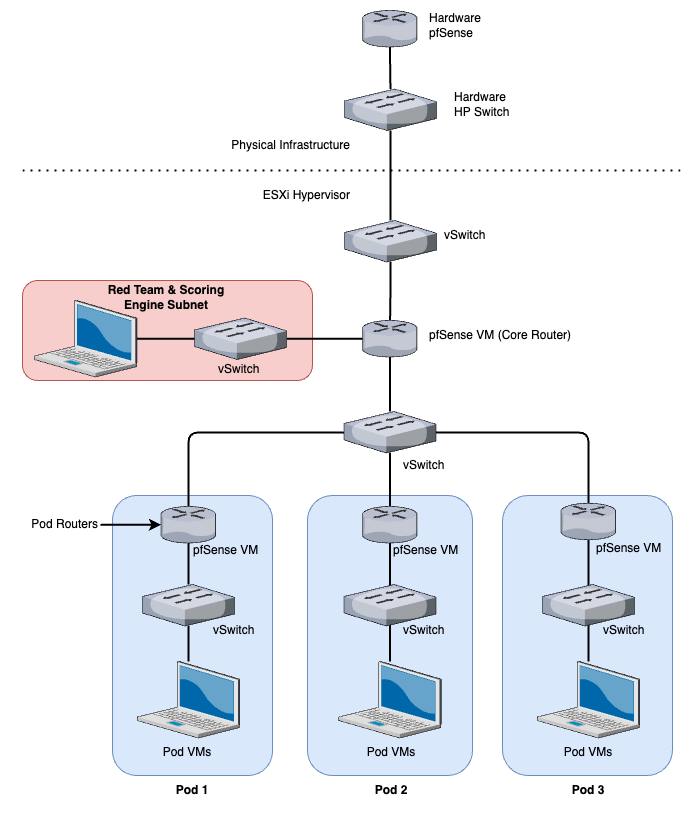 Hardware
pfSense
Hardware
HP Switch
Physical Infrastructure
ESXi Hypervisor
vSwitch
Red Team & Scoring
Engine Subnet
vSwitch
pfSense VM (Core Router)
vSwitch
Pod Routers
pfSense VM
pfSense VM
pfSense VM
vSwitch
vSwitch
vSwitch
Pod VMs
Pod VMs
Pod VMs
Pod 1
Pod 2
Pod 3